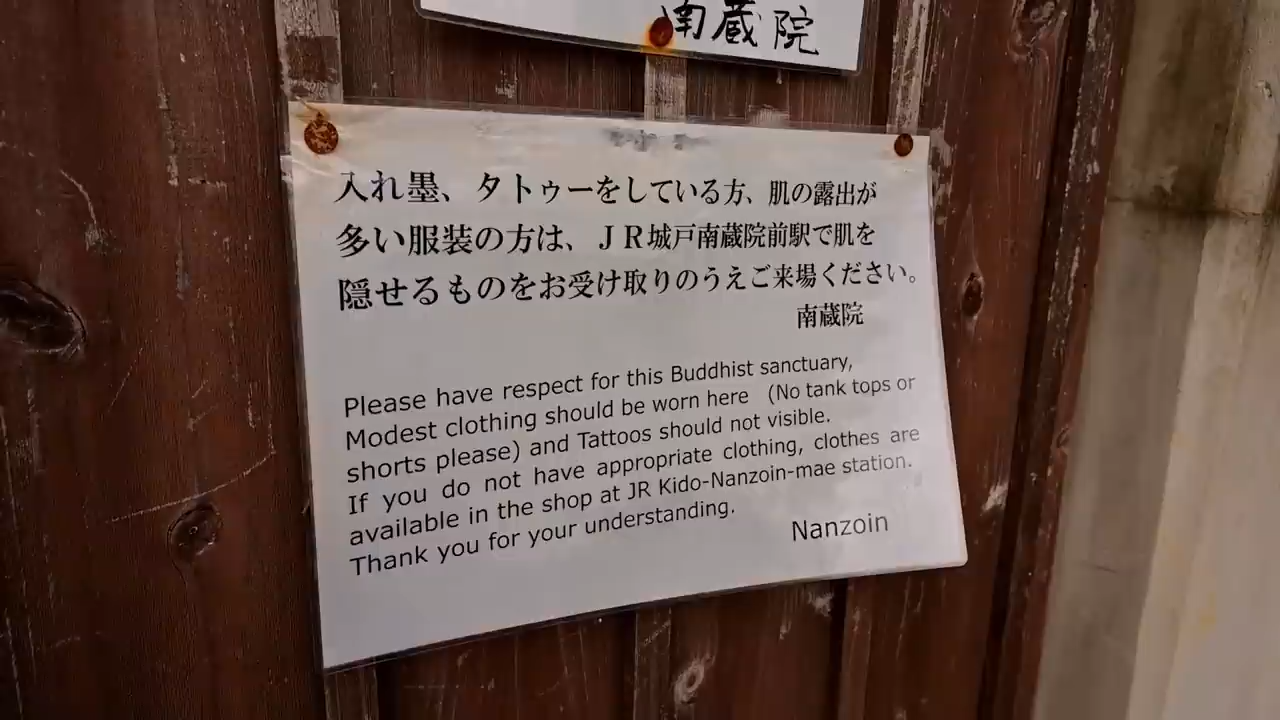 南蔵院
入れ墨、タトゥーをしている方、肌の露出が
多い服装の方は、ＪＲ城戸南蔵院前駅で肌を
隠せるものをお受け取りのうえご来場ください。
南蔵院
Please have respect for this Buddhist sanctuary,
Modest clothing should be worn here (No tank tops or
shorts please) and Tattoos should not visible.
If you do not have appropriate clothing, clothes are
available in the shop at JR Kido-Nanzoin-mae station.
Thank you for your understanding.
Nanzoin